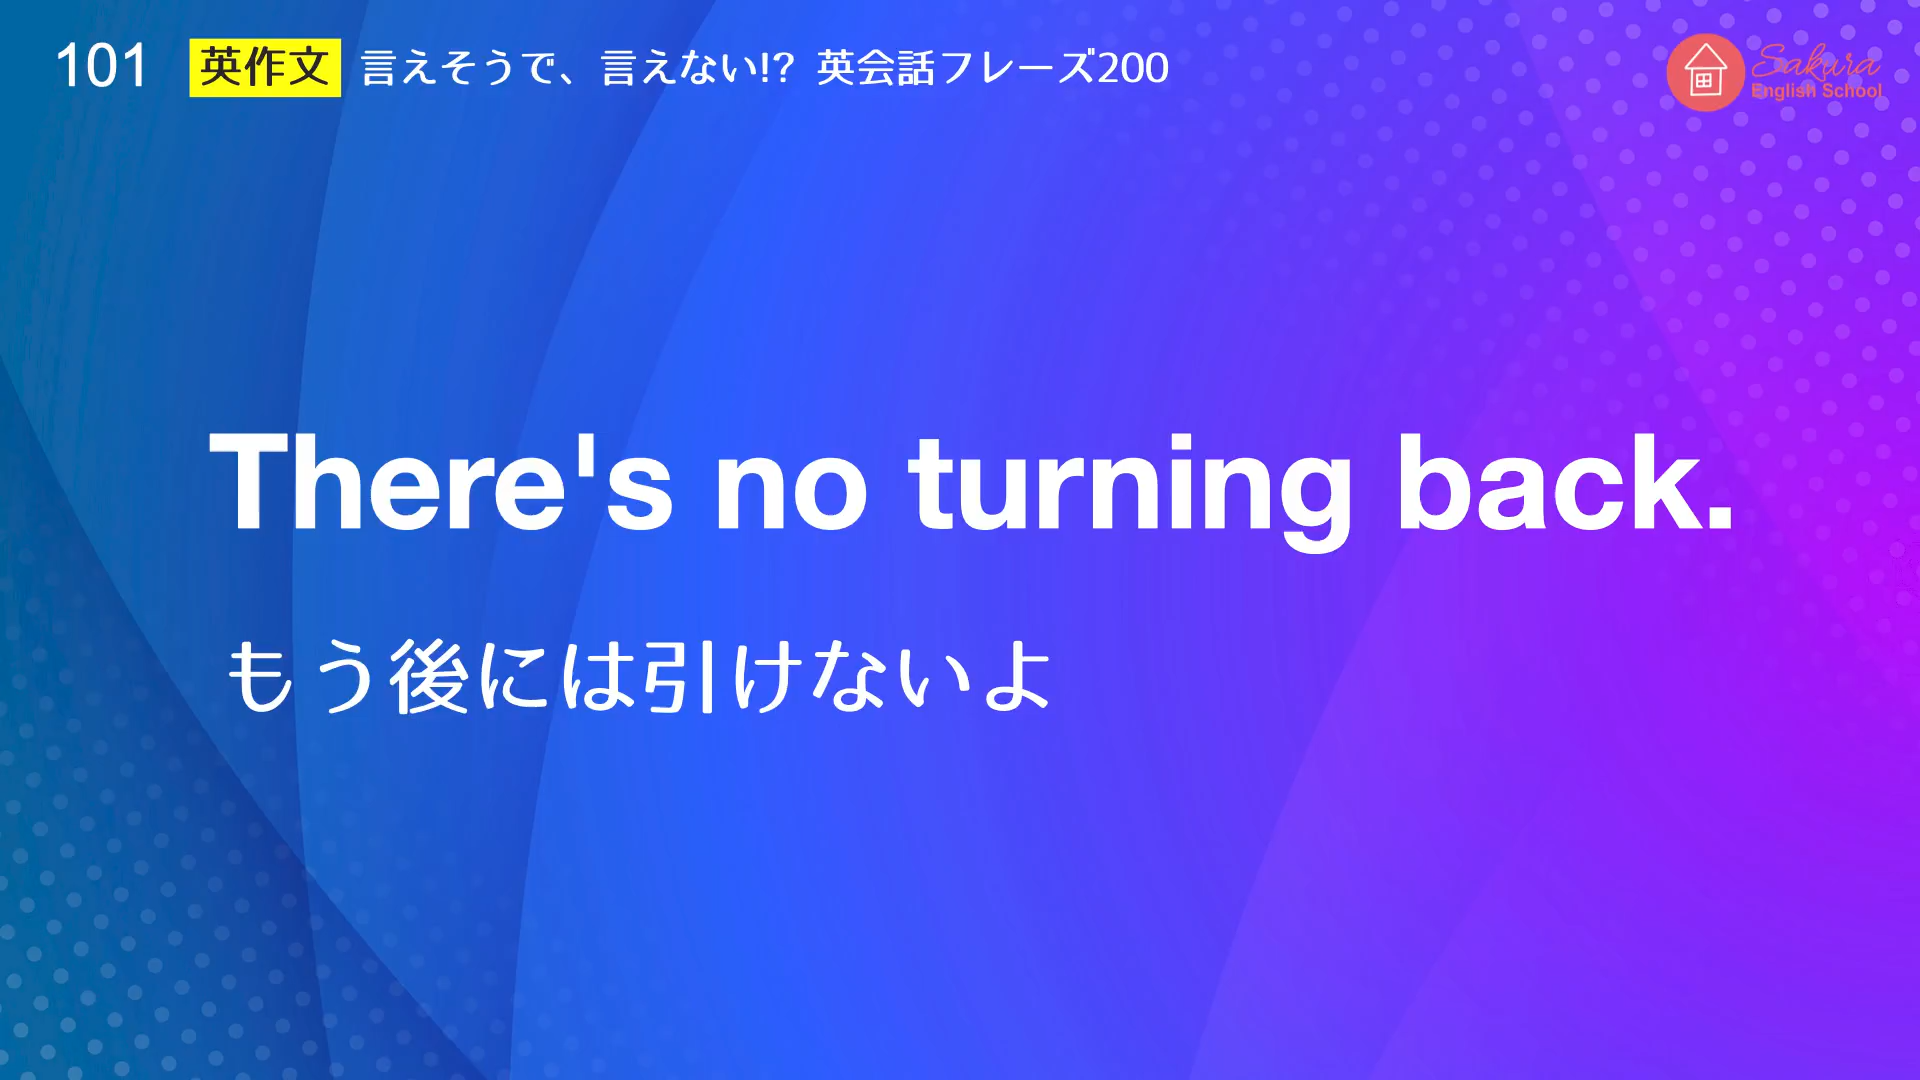 101 英作文 言えそうで、言えない!? 英会話フレーズ200
Sakura
English School
There's no turning back.
もう後には引けないよ